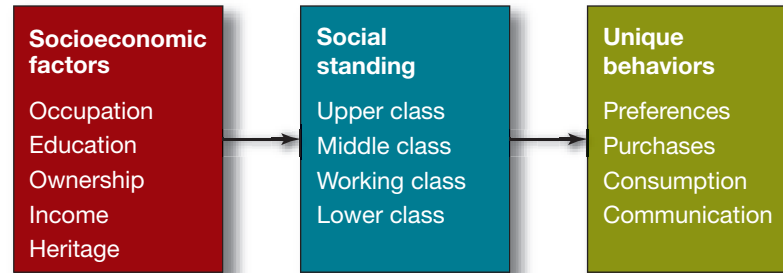 Socioeconomic
factors
Occupation
Education
Ownership
Income
Heritage
Social
standing
Upper class
Middle class
Working class
Lower class
Unique
behaviors
Preferences
Purchases
Consumption
Communication